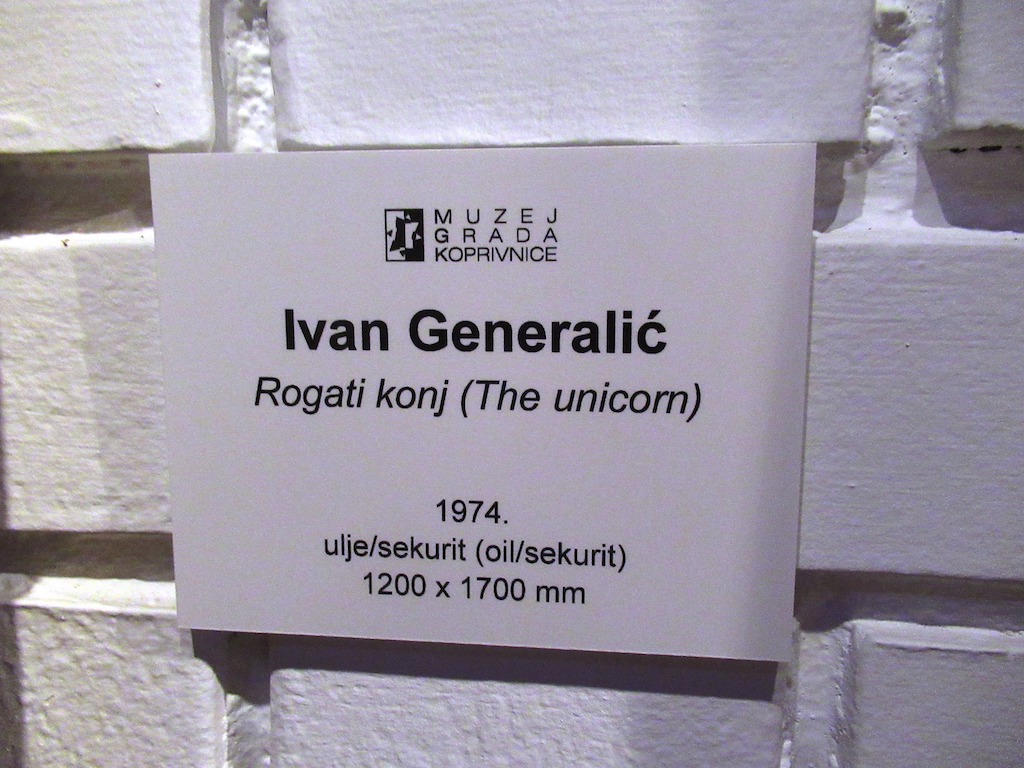 MUZEJ
GRADA
KOPRIVNICE
Ivan Generalić
Rogati konj (The unicorn)
1974.
ulje/sekurit (oil/sekurit)
1200 x 1700 mm